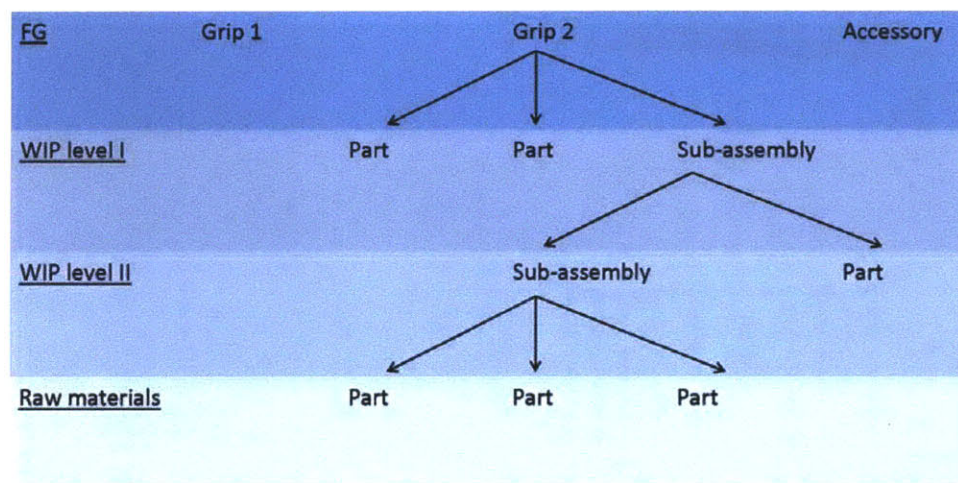 FG Grip 1 Grip 2 Accessory
WIP level I Part Part Sub-assembly
WIP level II Sub-assembly Part
Raw materials Part Part Part